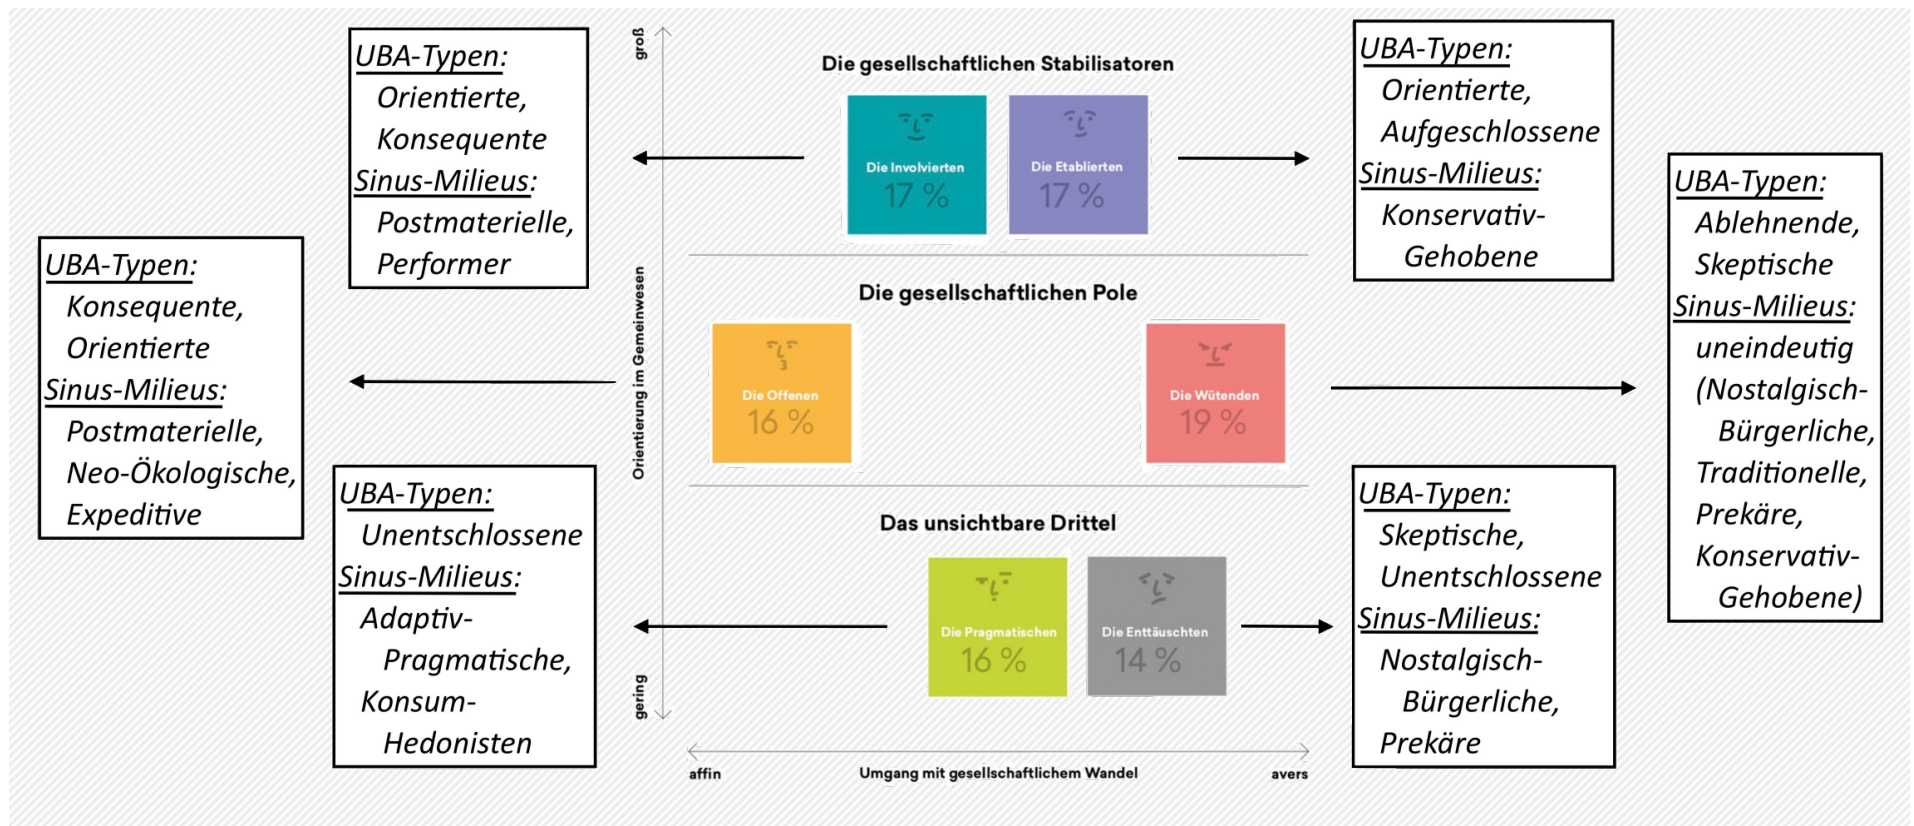 UBA-Typen:
Orientierte,
Konsequente
Sinus-Milieus:
Postmaterielle,
Performer
UBA-Typen:
Konsequente,
Orientierte
Sinus-Milieus:
Postmaterielle,
Neo-Ökologische,
Expeditive
UBA-Typen:
Unentschlossene
Sinus-Milieus:
Adaptiv-
Pragmatische,
Konsum-
Hedonisten
groß
Orientierung im Gemeinwesen
gering
Die gesellschaftlichen Stabilisatoren
Die Involvierten
17 %
Die Etablierten
17 %
Die gesellschaftlichen Pole
Die Offenen
16 %
Die Wütenden
19 %
Das unsichtbare Drittel
Die Pragmatischen
16 %
Die Enttäuschten
14 %
affin
Umgang mit gesellschaftlichem Wandel
avers
UBA-Typen:
Orientierte,
Aufgeschlossene
Sinus-Milieus:
Konservativ-
Gehobene
UBA-Typen:
Ablehnende,
Skeptische
Sinus-Milieus:
uneindeutig
(Nostalgisch-
Bürgerliche,
Traditionelle,
Prekäre,
Konservativ-
Gehobene)
UBA-Typen:
Skeptische,
Unentschlossene
Sinus-Milieus:
Nostalgisch-
Bürgerliche,
Prekäre